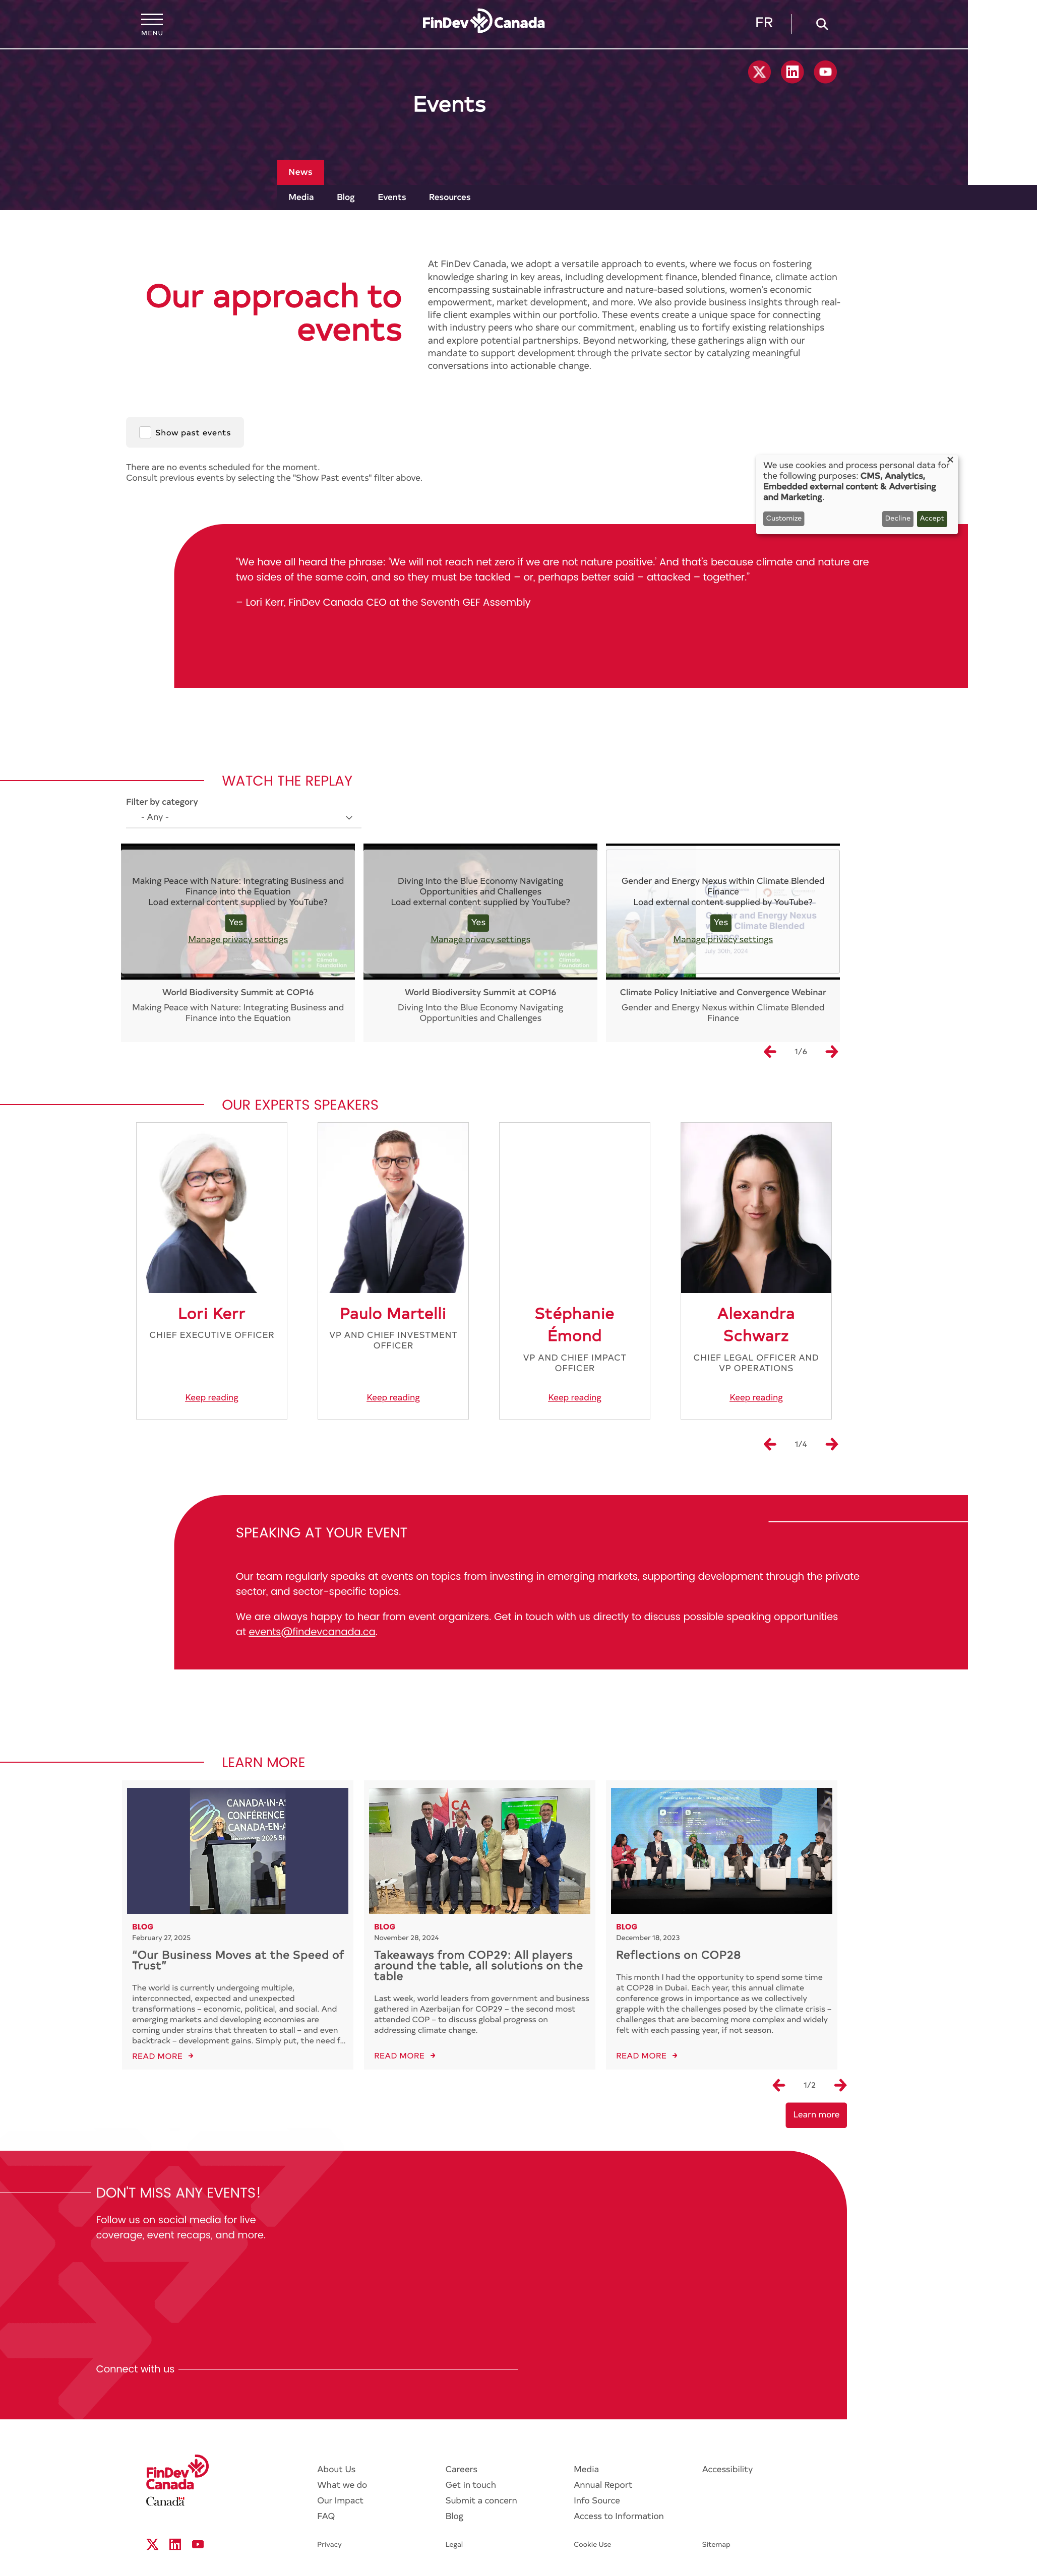 MENU
FinDev Canada
FR
Events
News
Media
Blog
Events
Resources
Our approach to
events
At FinDev Canada, we adopt a versatile approach to events, where we focus on fostering
knowledge sharing in key areas, including development finance, blended finance, climate action
encompassing sustainable infrastructure and nature-based solutions, women's economic
empowerment, market development, and more. We also provide business insights through real-
life client examples within our portfolio. These events create a unique space for connecting
with industry peers who share our commitment, enabling us to fortify existing relationships
and explore potential partnerships. Beyond networking, these gatherings align with our
mandate to support development through the private sector by catalyzing meaningful
conversations into actionable change.
Show past events
There are no events scheduled for the moment.
Consult previous events by selecting the "Show Past events" filter above.
We use cookies and process personal data for
the following purposes: CMS, Analytics,
Embedded external content & Advertising
and Marketing.
Customize
Decline
Accept
"We have all heard the phrase: 'We will not reach net zero if we are not nature positive.' And that's because climate and nature are
two sides of the same coin, and so they must be tackled – or, perhaps better said – attacked – together."
– Lori Kerr, FinDev Canada CEO at the Seventh GEF Assembly
WATCH THE REPLAY
Filter by category
- Any -
Making Peace with Nature: Integrating Business and
Finance into the Equation
Load external content supplied by YouTube?
Yes
Manage privacy settings
World Biodiversity Summit at COP16
Making Peace with Nature: Integrating Business and
Finance into the Equation
Diving Into the Blue Economy Navigating
Opportunities and Challenges
Load external content supplied by YouTube?
Yes
Manage privacy settings
World Biodiversity Summit at COP16
Diving Into the Blue Economy Navigating
Opportunities and Challenges
Gender and Energy Nexus within Climate Blended
Finance
Load external content supplied by YouTube?
Yes
Manage privacy settings
July 30th, 2024
Climate Policy Initiative and Convergence Webinar
Gender and Energy Nexus within Climate Blended
Finance
1/6
OUR EXPERTS SPEAKERS
Lori Kerr
CHIEF EXECUTIVE OFFICER
Keep reading
Paulo Martelli
VP AND CHIEF INVESTMENT
OFFICER
Keep reading
Stéphanie
Émond
VP AND CHIEF IMPACT
OFFICER
Keep reading
Alexandra
Schwarz
CHIEF LEGAL OFFICER AND
VP OPERATIONS
Keep reading
1/4
SPEAKING AT YOUR EVENT
Our team regularly speaks at events on topics from investing in emerging markets, supporting development through the private
sector, and sector-specific topics.
We are always happy to hear from event organizers. Get in touch with us directly to discuss possible speaking opportunities
at events@findevcanada.ca.
LEARN MORE
CANADA-IN-AS
CONFÉRENCE
CANADA-EN-A
BLOG
February 27, 2025
“Our Business Moves at the Speed of
Trust”
The world is currently undergoing multiple,
interconnected, expected and unexpected
transformations – economic, political, and social. And
emerging markets and developing economies are
coming under strains that threaten to stall – and even
backtrack – development gains. Simply put, the need f...
READ MORE
BLOG
November 28, 2024
Takeaways from COP29: All players
around the table, all solutions on the
table
Last week, world leaders from government and business
gathered in Azerbaijan for COP29 – the second most
attended COP – to discuss global progress on
addressing climate change.
READ MORE
BLOG
December 18, 2023
Reflections on COP28
This month I had the opportunity to spend some time
at COP28 in Dubai. Each year, this annual climate
conference grows in importance as we collectively
grapple with the challenges posed by the climate crisis –
challenges that are becoming more complex and widely
felt with each passing year, if not season.
READ MORE
1/2
Learn more
DON'T MISS ANY EVENTS!
Follow us on social media for live
coverage, event recaps, and more.
Connect with us
FinDev
Canada
Canada
About Us
What we do
Our Impact
FAQ
Careers
Get in touch
Submit a concern
Blog
Media
Annual Report
Info Source
Access to Information
Accessibility
Privacy
Legal
Cookie Use
Sitemap